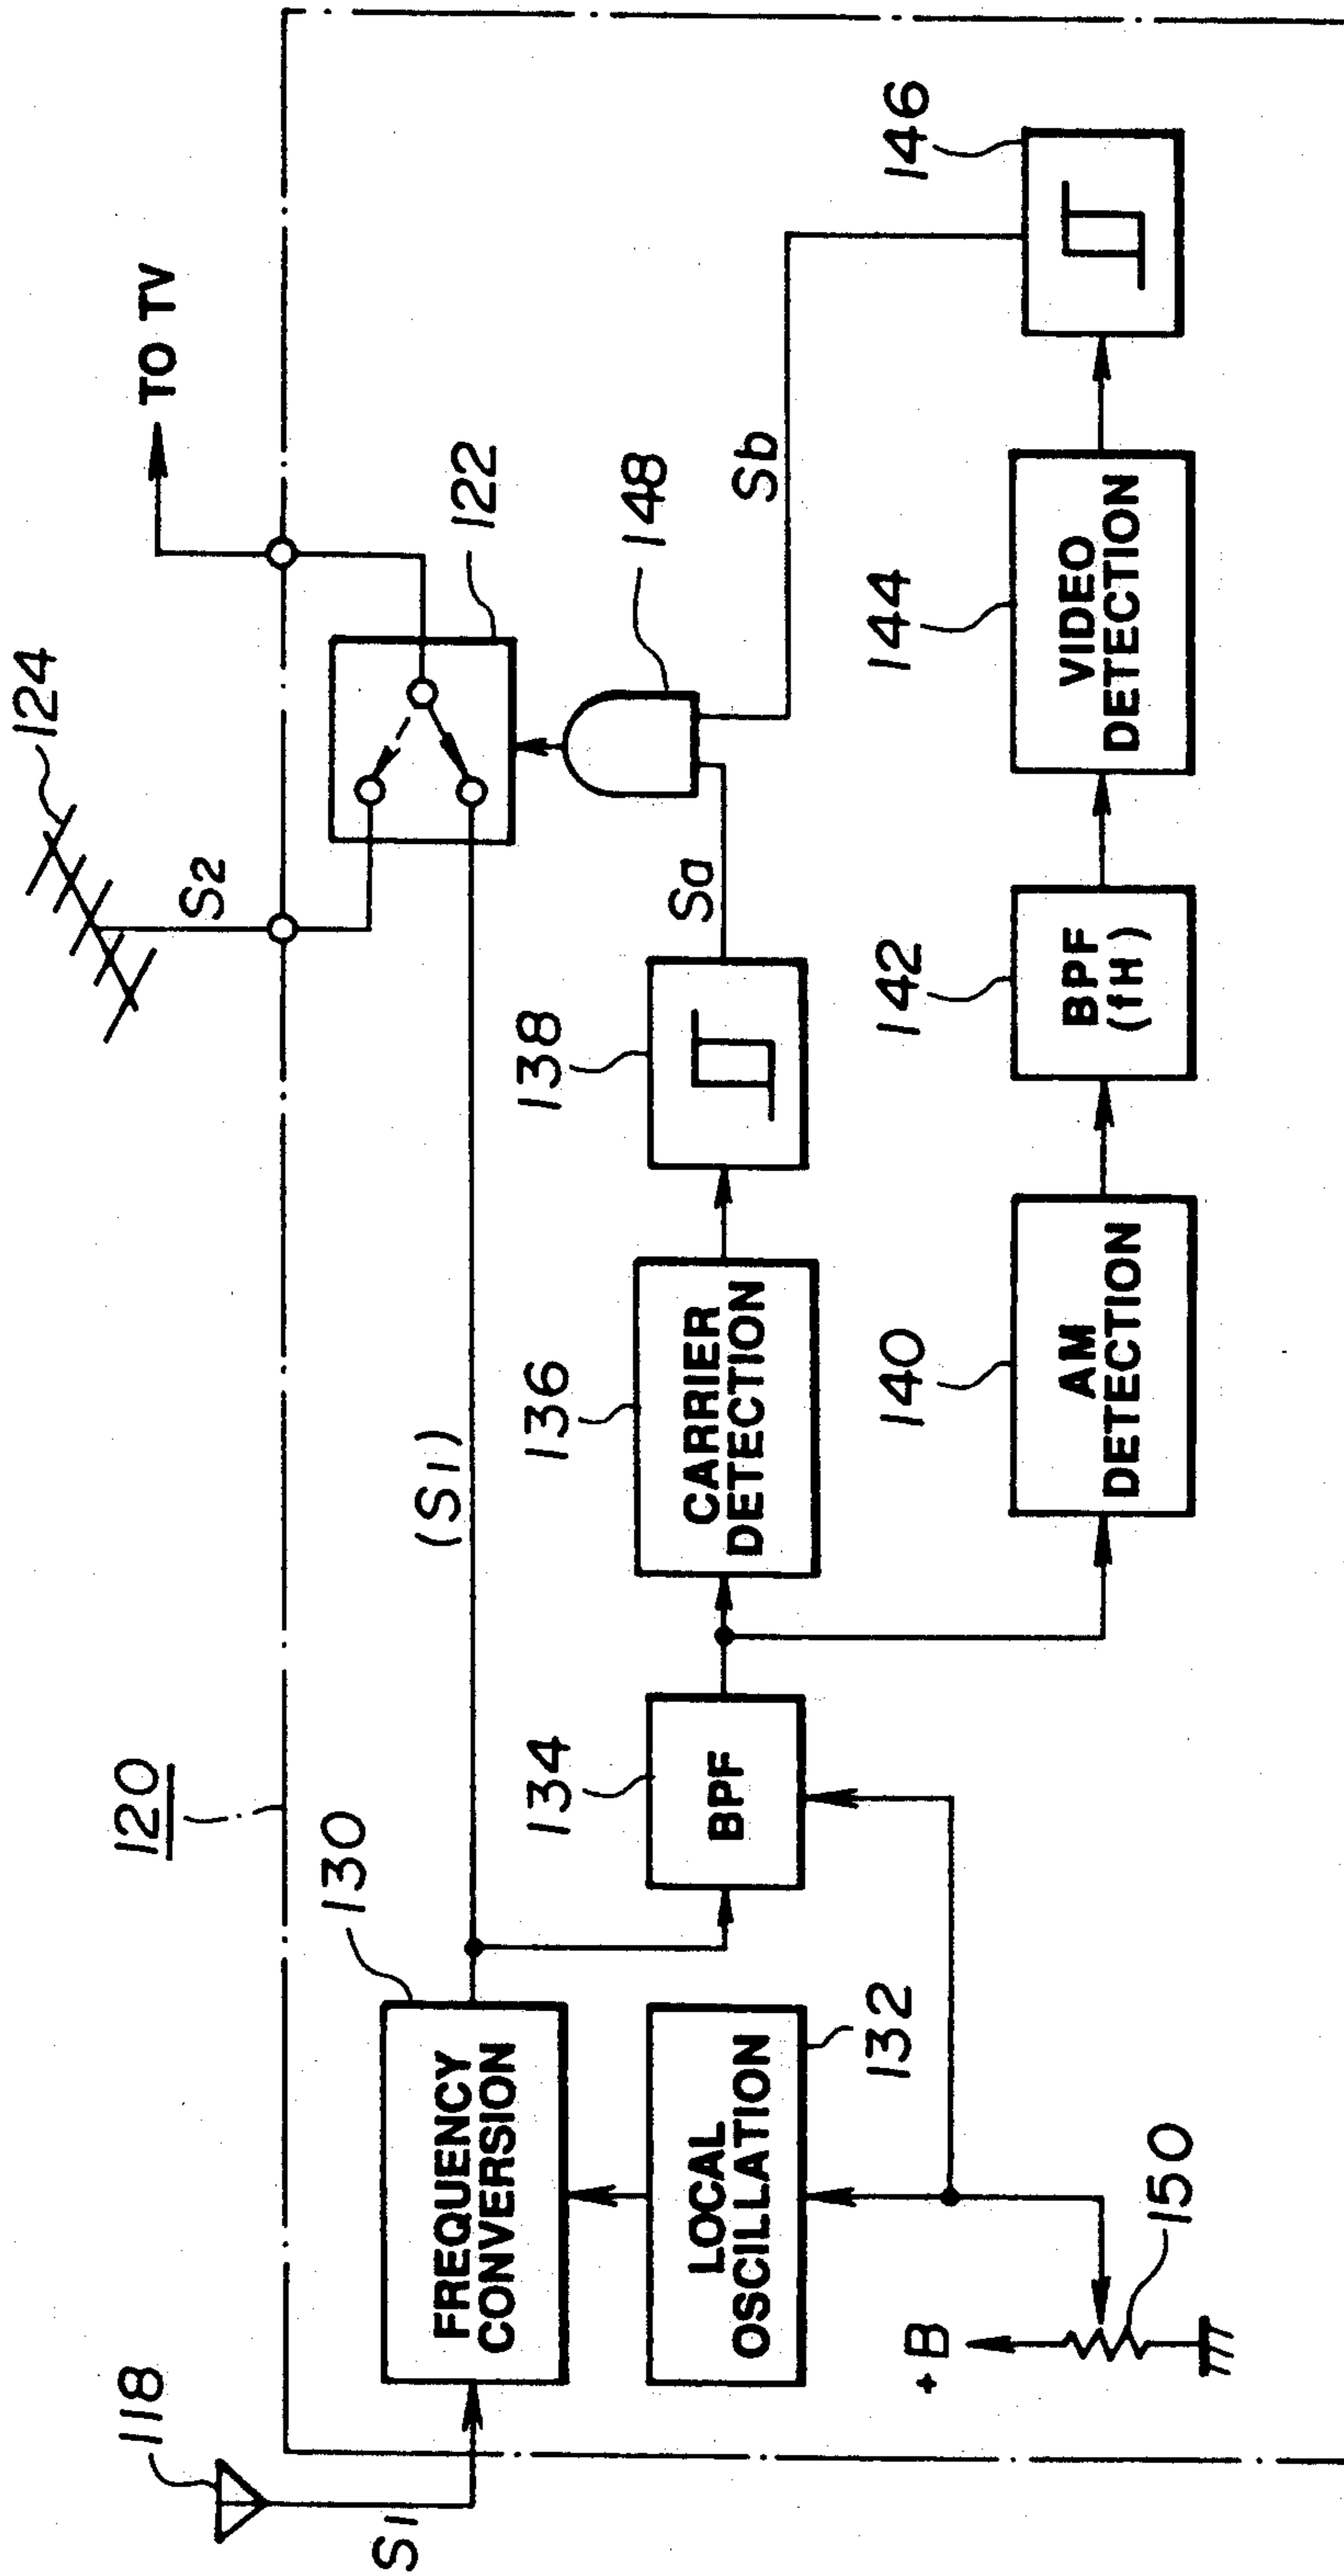 124
S2
TO TV
120
118
S1
130
FREQUENCY
CONVERSION
(S1)
122
132
LOCAL
OSCILLATION
134
BPF
136
CARRIER
DETECTION
138
Sa
148
Sb
+B
150
140
AM
DETECTION
142
BPF
(fH)
144
VIDEO
DETECTION
146